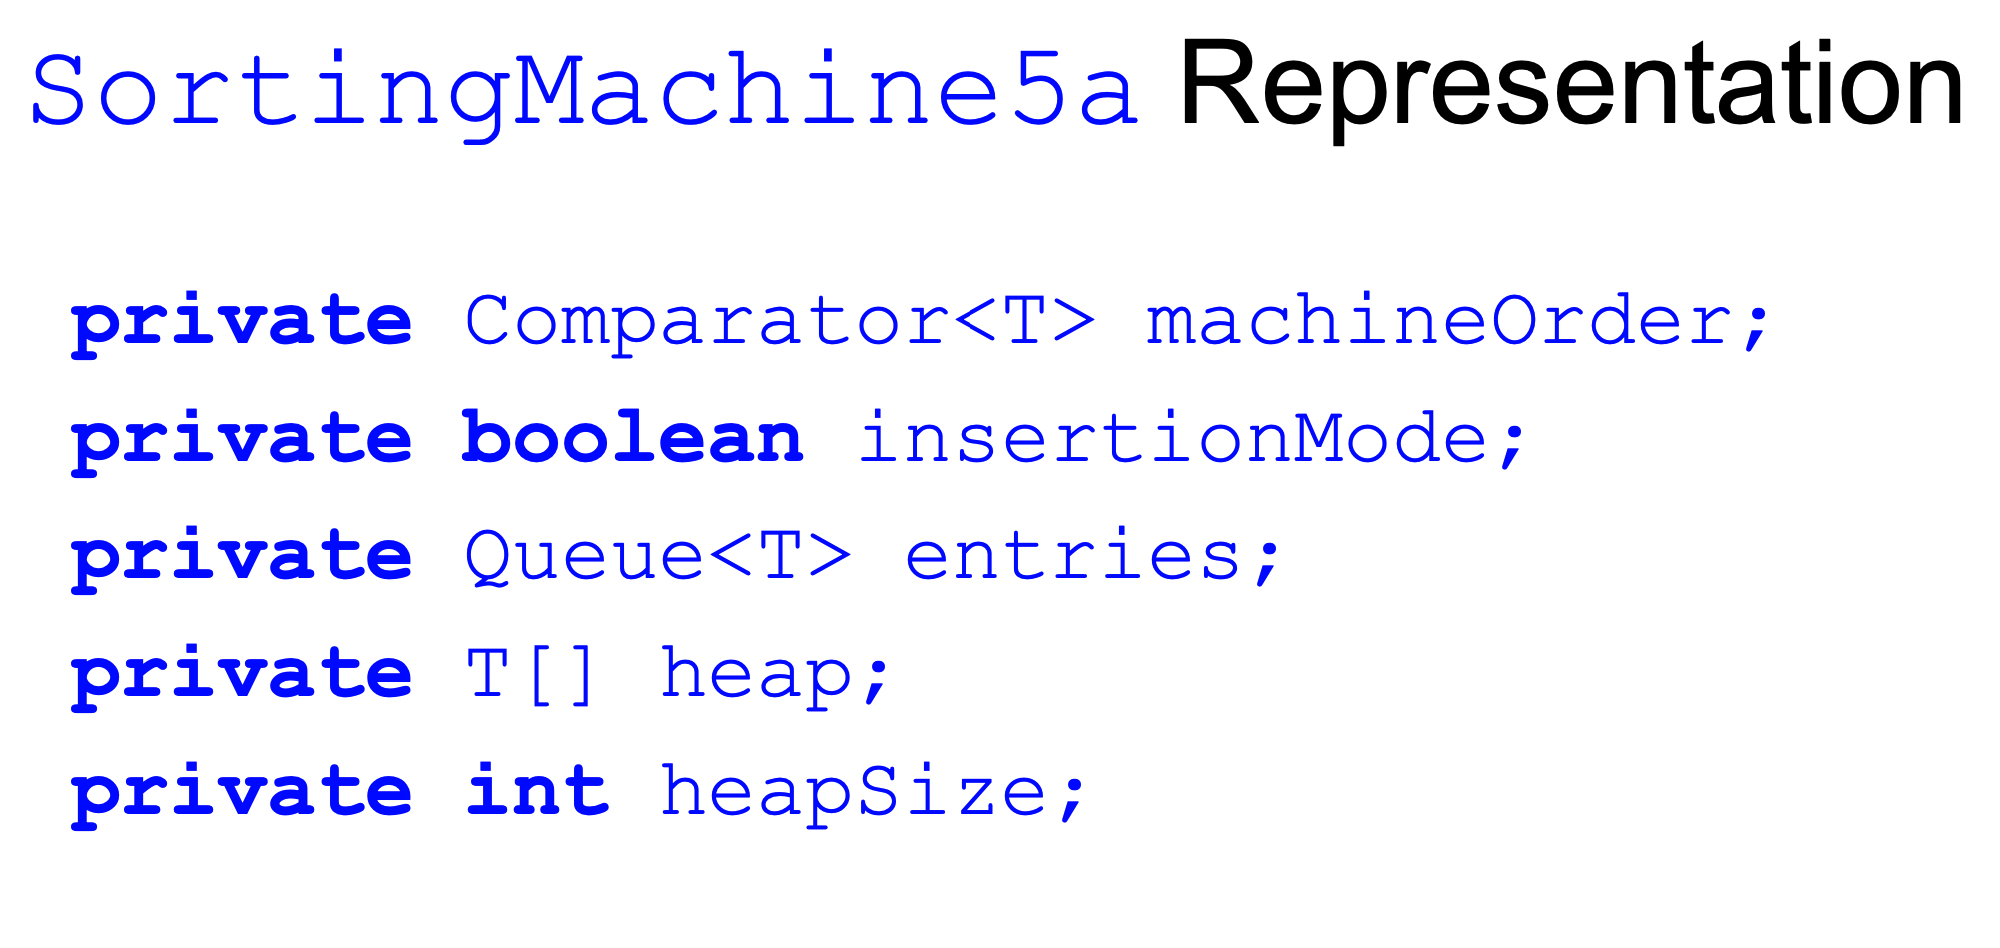 SortingMachine5a Representation
private Comparator<T> machineOrder;
private boolean insertionMode;
private Queue<T> entries;
private T[] heap;
private int heapSize;